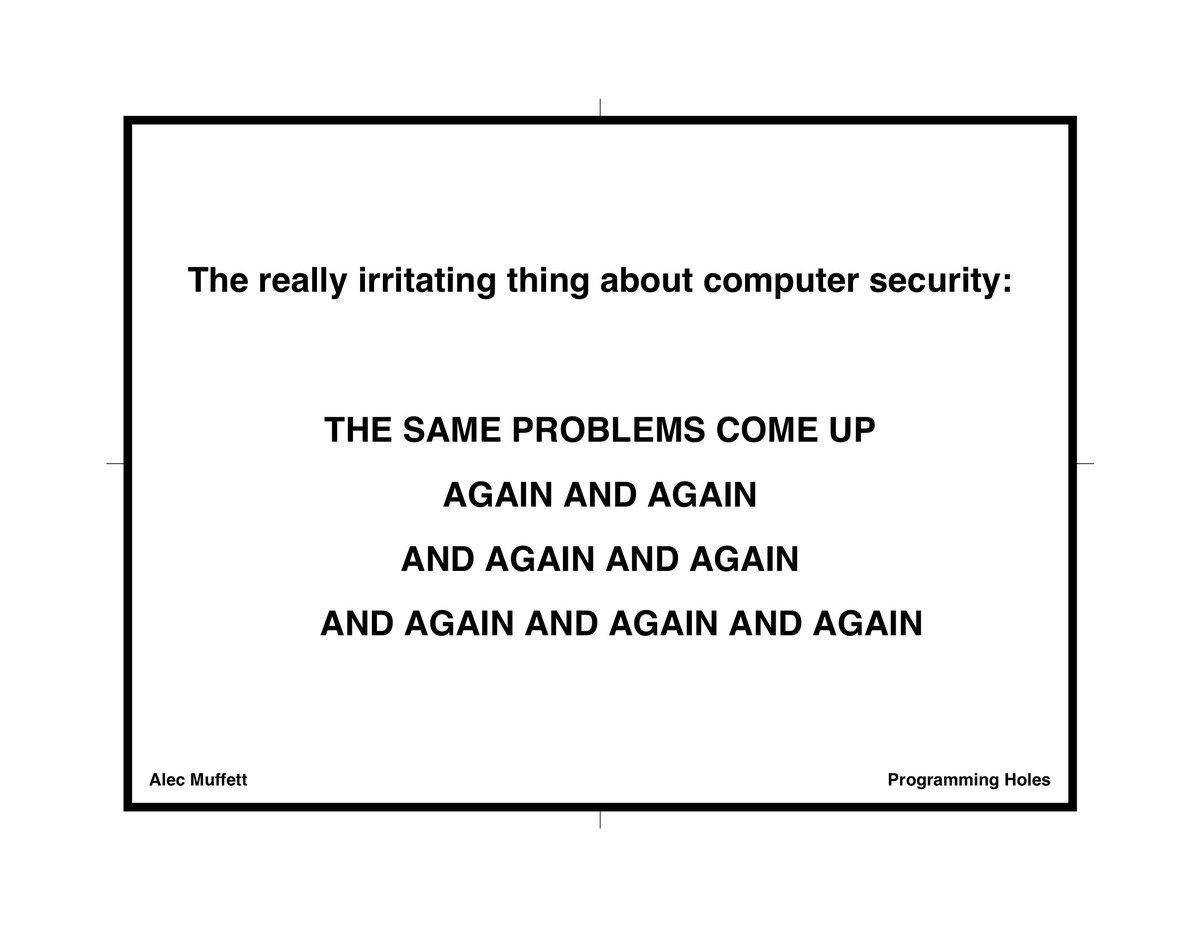 The really irritating thing about computer security:
THE SAME PROBLEMS COME UP
AGAIN AND AGAIN
AND AGAIN AND AGAIN
AND AGAIN AND AGAIN AND AGAIN
Alec Muffett
Programming Holes